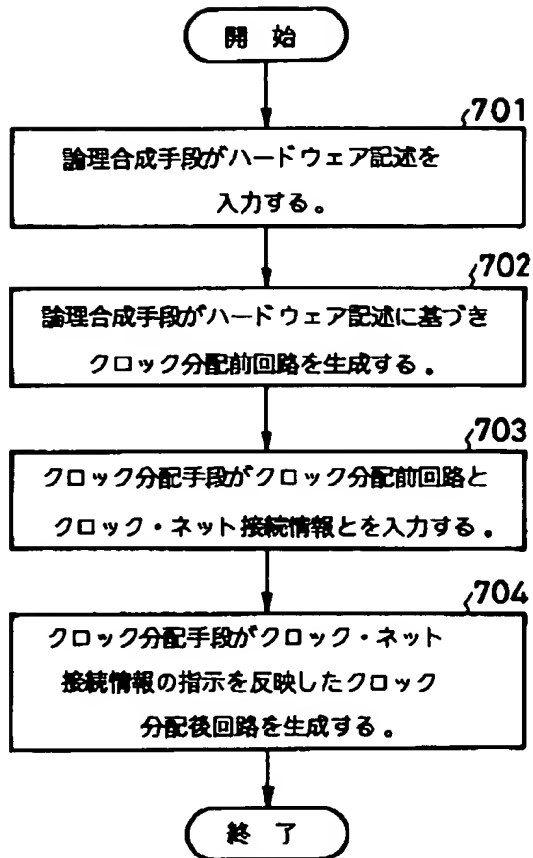 開 始
701
論理合成手段がハードウェア記述を
入力する。
702
論理合成手段がハードウェア記述に基づき
クロック分配前回路を生成する。
703
クロック分配手段がクロック分配前回路と
クロック・ネット接続情報とを入力する。
704
クロック分配手段がクロック・ネット
接続情報の指示を反映したクロック
分配後回路を生成する。
終 了